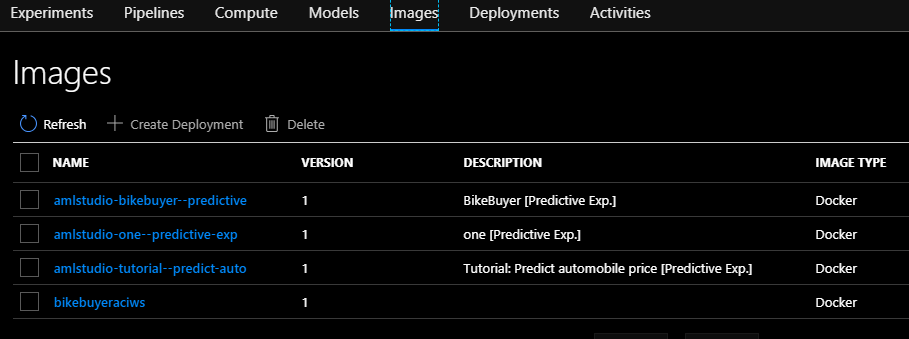 Experiments Pipelines Compute Models Images Deployments Activities
Images
Refresh Create Deployment Delete
NAME VERSION DESCRIPTION IMAGE TYPE
amlstudio-bikebuyer--predictive 1 BikeBuyer [Predictive Exp.] Docker
amlstudio-one--predictive-exp 1 one [Predictive Exp.] Docker
amlstudio-tutorial--predict-auto 1 Tutorial: Predict automobile price [Predictive Exp.] Docker
bikebuyeraciws 1 Docker